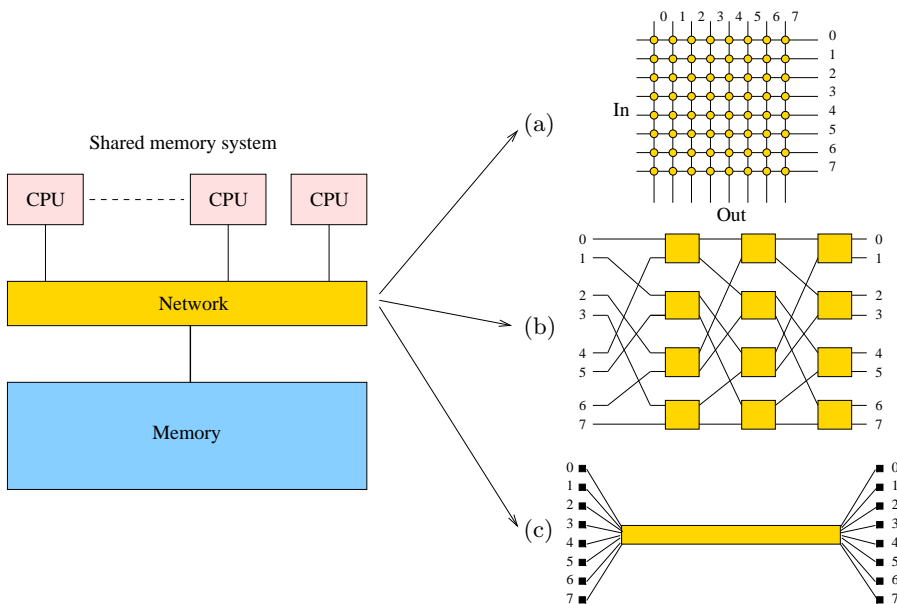 Shared memory system
CPU CPU CPU
Network
Memory
(a)
0 1 2 3 4 5 6 7
0
1
2
3
In 4
5
6
7
Out
(b)
0 0
1 1
2 2
3 3
4 4
5 5
6 6
7 7
(c)
0 0
1 1
2 2
3 3
4 4
5 5
6 6
7 7